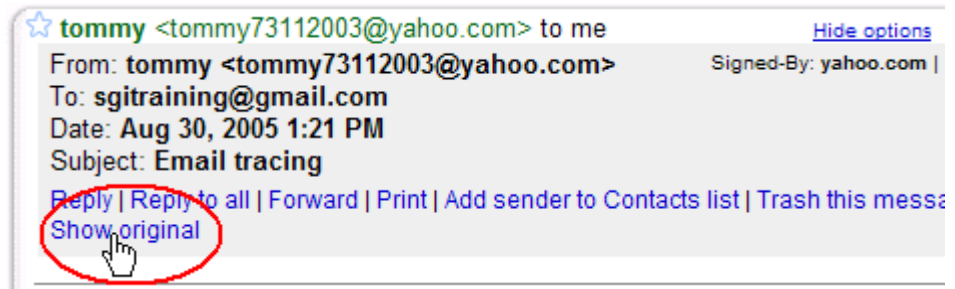 tommy <tommy73112003@yahoo.com> to me Hide options
From: tommy <tommy73112003@yahoo.com> Signed-By: yahoo.com |
To: sgitraining@gmail.com
Date: Aug 30, 2005 1:21 PM
Subject: Email tracing
Reply | Reply to all | Forward | Print | Add sender to Contacts list | Trash this messa
Show original